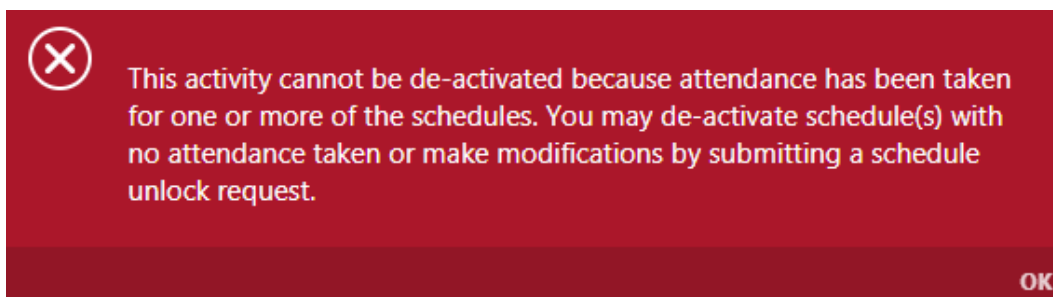 This activity cannot be de-activated because attendance has been taken
for one or more of the schedules. You may de-activate schedule(s) with
no attendance taken or make modifications by submitting a schedule
unlock request.
OK